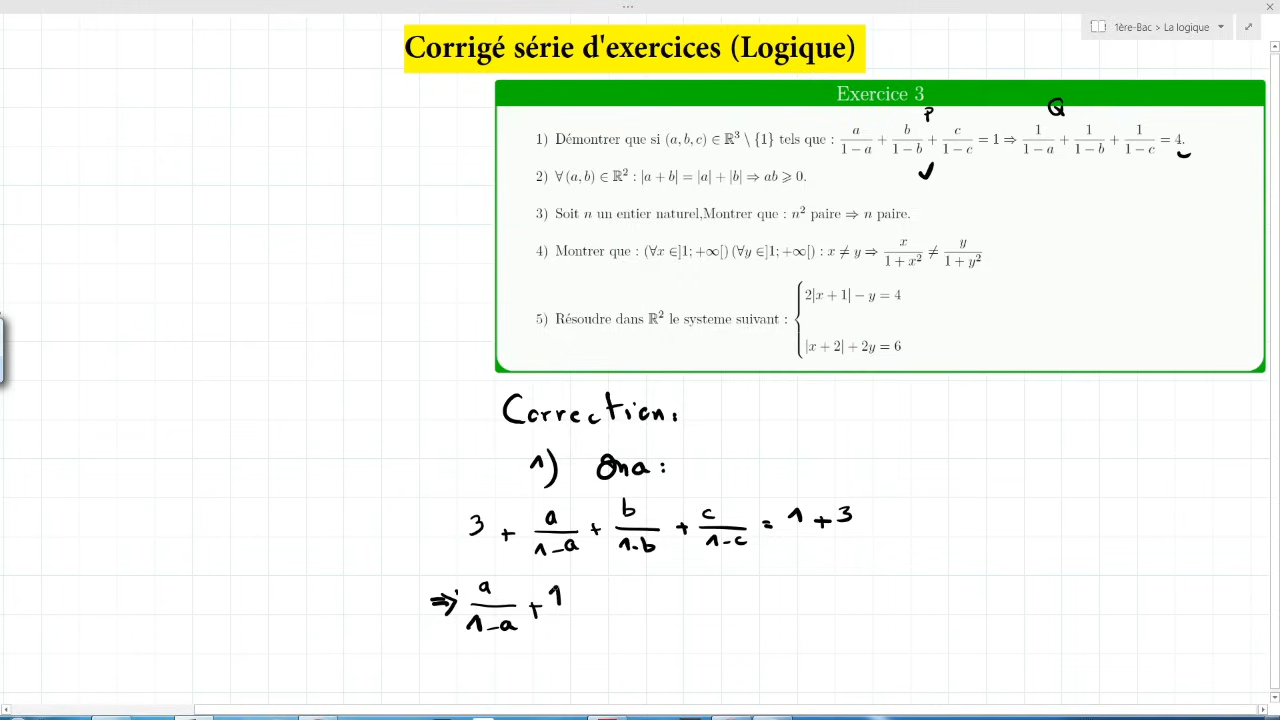 1ère-Bac > La logique
Corrigé série d'exercices (Logique)
Exercice 3
P Q
1) Démontrer que si (a, b, c) ∈ ℝ³ \ {1} tels que : a/(1 − a) + b/(1 − b) + c/(1 − c) = 1 ⇒ 1/(1 − a) + 1/(1 − b) + 1/(1 − c) = 4.
2) ∀ (a, b) ∈ ℝ² : |a + b| = |a| + |b| ⇒ ab ⩾ 0.
3) Soit n un entier naturel,Montrer que : n² paire ⇒ n paire.
4) Montrer que : (∀x ∈]1; +∞[) (∀y ∈]1; +∞[) : x ≠ y ⇒ x/(1 + x²) ≠ y/(1 + y²)
2|x + 1| − y = 4
5) Résoudre dans ℝ² le systeme suivant :
|x + 2| + 2y = 6
Correction:
1) Ona :
3 + a/(1-a) + b/(1-b) + c/(1-c) = 1 + 3
⇒ a/(1-a) + 1